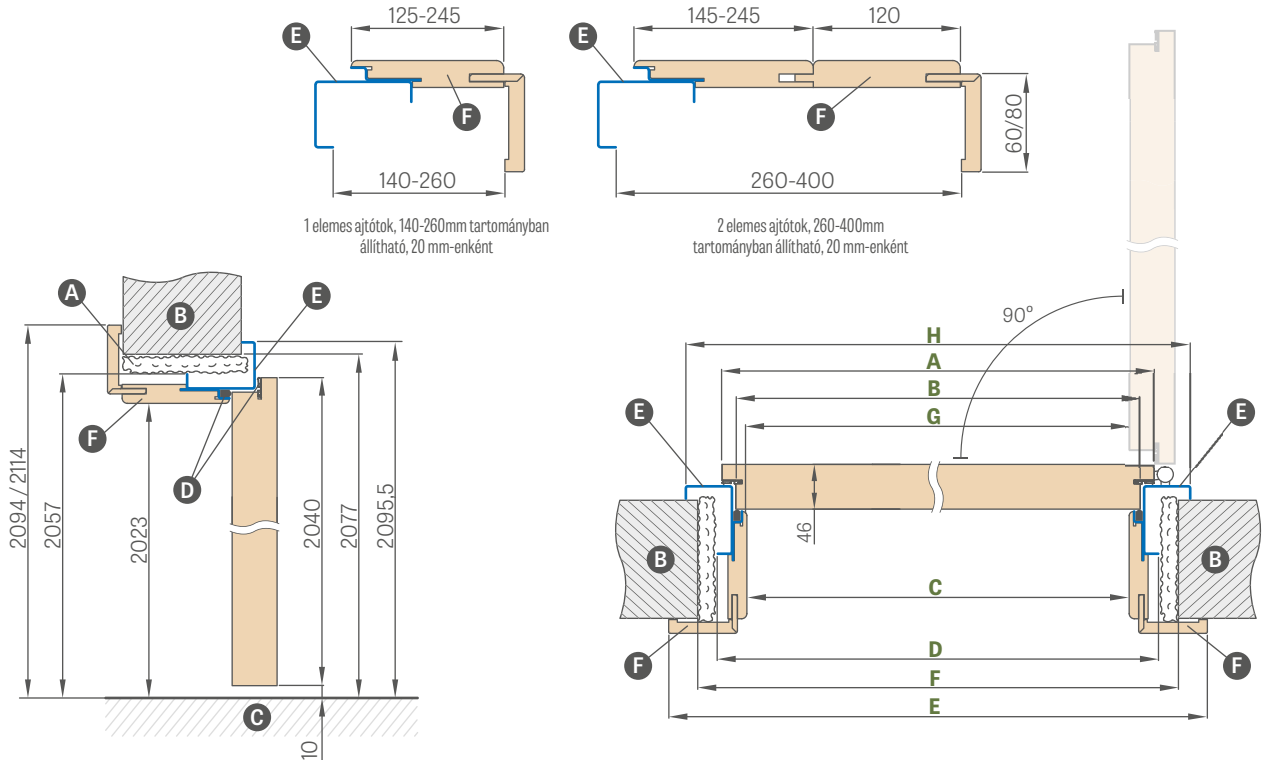 125-245
145-245
120
E
E
F
F
60/80
140-260
260-400
1 elemes ajtótok, 140-260mm tartományban
állítható, 20 mm-enként
2 elemes ajtótok, 260-400mm
tartományban állítható, 20 mm-enként
A
B
E
F
D
2094 / 2114
2057
2023
2040
2077
2095,5
C
10
90°
H
A
B
G
E
E
46
B
B
C
F
F
D
F
E